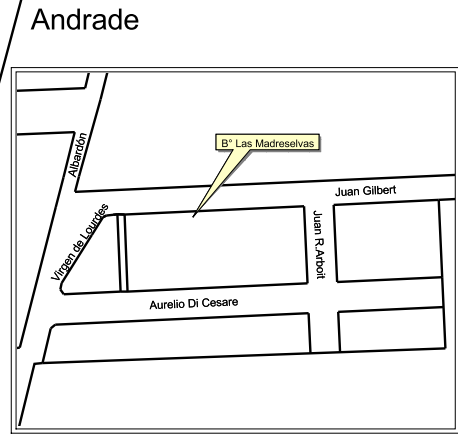 Andrade
Albardón
B° Las Madreselvas
Juan Gilbert
Virgen de Lourdes
Juan R.Arboit
Aurelio Di Cesare